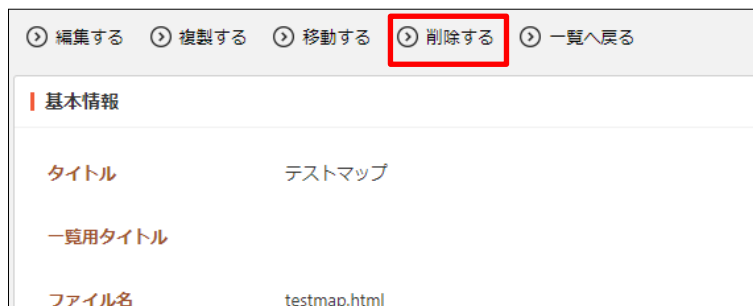 編集する 複製する 移動する 削除する 一覧へ戻る
基本情報
タイトル テストマップ
一覧用タイトル
ファイル名 testmap.html